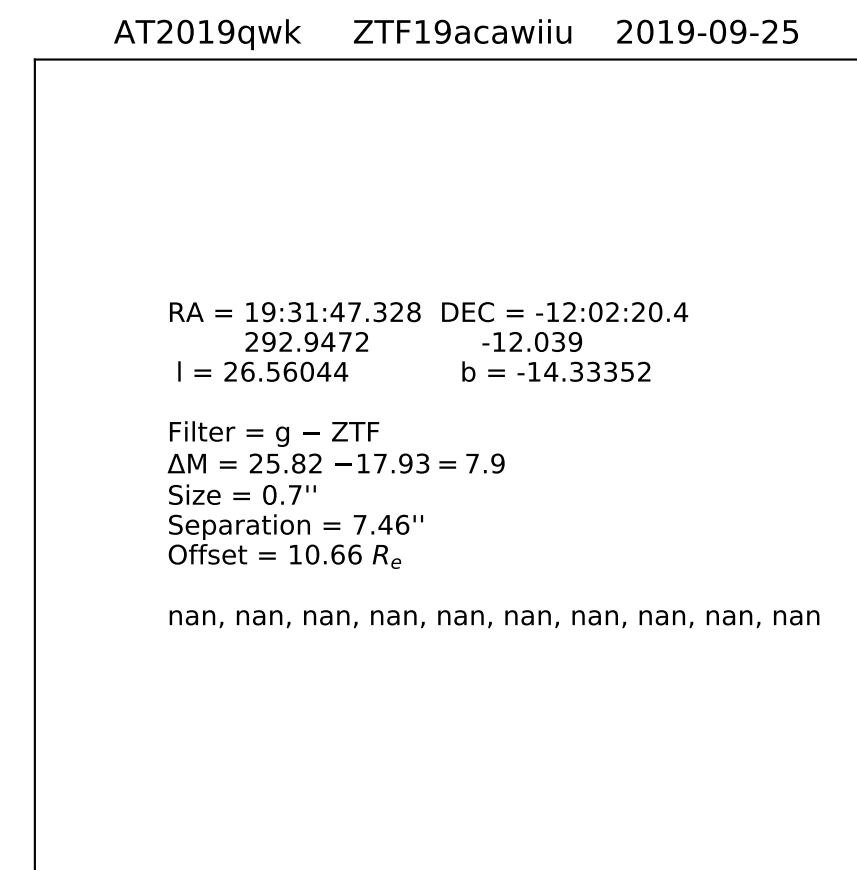 AT2019qwk ZTF19acawiiu 2019-09-25
RA = 19:31:47.328 DEC = -12:02:20.4
292.9472 -12.039
l = 26.56044 b = -14.33352
Filter = g − ZTF
ΔM = 25.82 −17.93 = 7.9
Size = 0.7''
Separation = 7.46''
Offset = 10.66 Rₑ
nan, nan, nan, nan, nan, nan, nan, nan, nan, nan